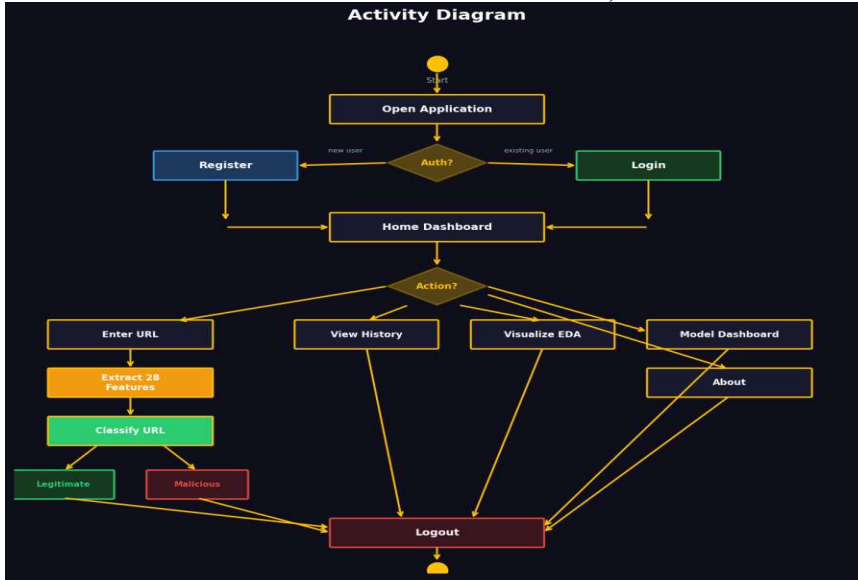 Activity Diagram
Start
Open Application
new user
existing user
Register
Auth?
Login
Home Dashboard
Action?
Enter URL
View History
Visualize EDA
Model Dashboard
Extract 28
Features
About
Classify URL
Legitimate
Malicious
Logout